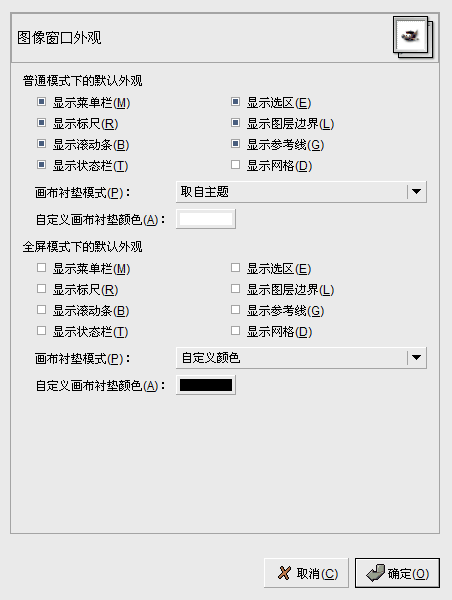 图像窗口外观
普通模式下的默认外观
显示菜单栏(M) 显示选区(E)
显示标尺(R) 显示图层边界(L)
显示滚动条(B) 显示参考线(G)
显示状态栏(T) 显示网格(D)
画布衬垫模式(P)： 取自主题
自定义画布衬垫颜色(A)：
全屏模式下的默认外观
显示菜单栏(M) 显示选区(E)
显示标尺(R) 显示图层边界(L)
显示滚动条(B) 显示参考线(G)
显示状态栏(T) 显示网格(D)
画布衬垫模式(P)： 自定义颜色
自定义画布衬垫颜色(A)：
取消(C) 确定(O)